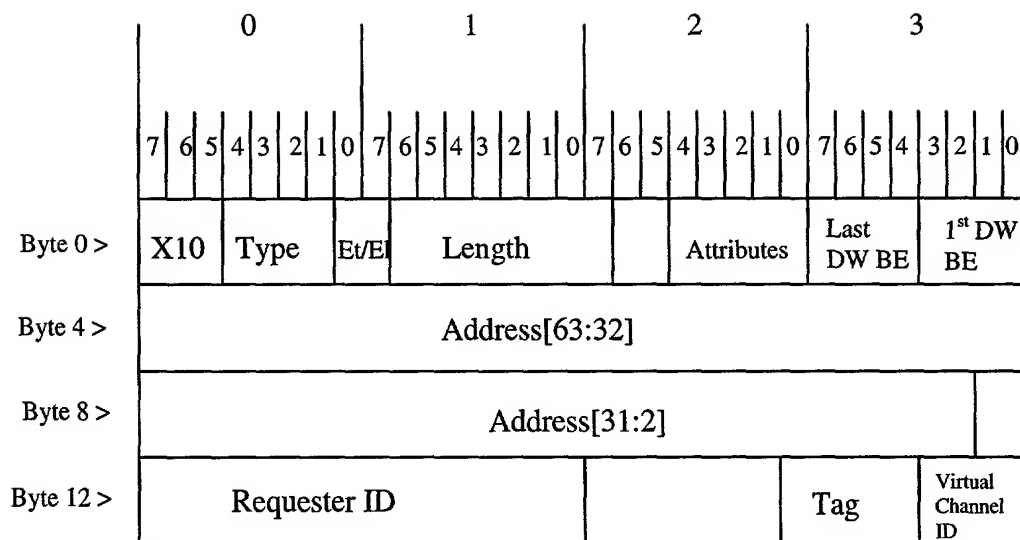 0 1 2 3
7 6 5 4 3 2 1 0 7 6 5 4 3 2 1 0 7 6 5 4 3 2 1 0 7 6 5 4 3 2 1 0
Byte 0 > X10 Type Et/El Length Attributes Last DW BE 1st DW BE
Byte 4 > Address[63:32]
Byte 8 > Address[31:2]
Byte 12 > Requester ID Tag Virtual Channel ID